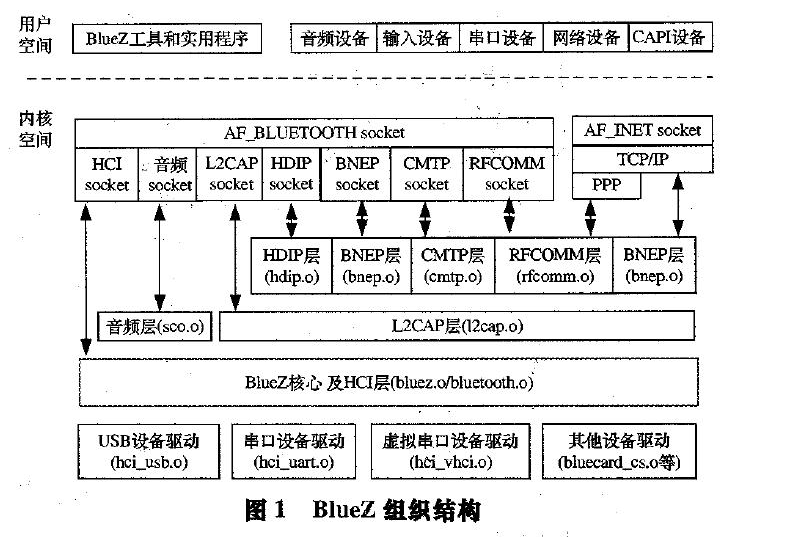 用户
空间
BlueZ工具和实用程序
音频设备
输入设备
串口设备
网络设备
CAPI设备
内核
空间
AF_BLUETOOTH socket
AF_INET socket
HCI
socket
音频
socket
L2CAP
socket
HDIP
socket
BNEP
socket
CMTP
socket
RFCOMM
socket
TCP/IP
PPP
HDIP层
(hdip.o)
BNEP层
(bnep.o)
CMTP层
(cmtp.o)
RFCOMM层
(rfcomm.o)
BNEP层
(bnep.o)
音频层(sco.o)
L2CAP层(l2cap.o)
BlueZ核心 及HCI层(bluez.o/bluetooth.o)
USB设备驱动
(hci_usb.o)
串口设备驱动
(hci_uart.o)
虚拟串口设备驱动
(hci_vhci.o)
其他设备驱动
(bluecard_cs.o等)
图1 BlueZ 组织结构